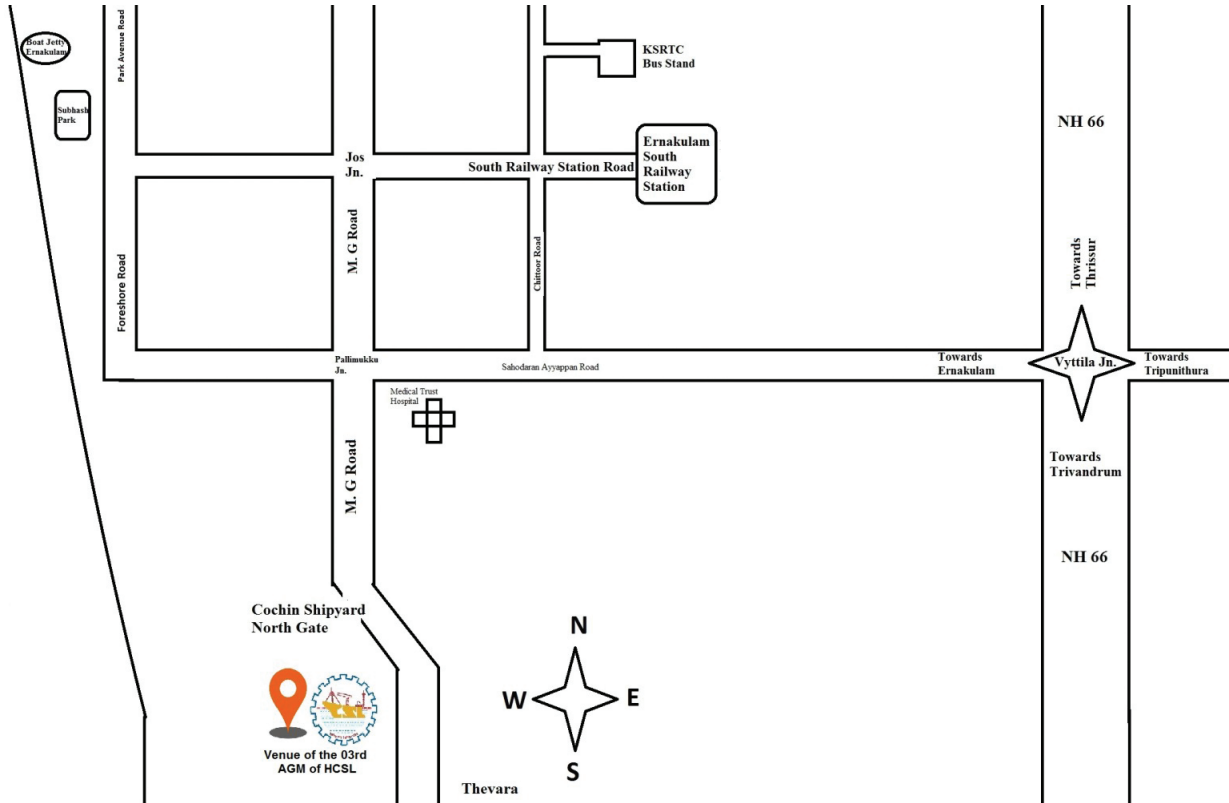 Boat Jetty
Ernakulam
Park Avenue Road
KSRTC
Bus Stand
Subhash
Park
NH 66
Jos
Jn.
South Railway Station Road
Ernakulam
South
Railway
Station
M. G Road
Chittoor Road
Foreshore Road
Towards
Thrissur
Pallimukku
Jn.
Sahodaran Ayyappan Road
Towards
Ernakulam
Vyttila Jn.
Towards
Tripunithura
Medical Trust
Hospital
M. G Road
Towards
Trivandrum
NH 66
Cochin Shipyard
North Gate
N
W
E
S
CSL
Venue of the 03rd
AGM of HCSL
Thevara